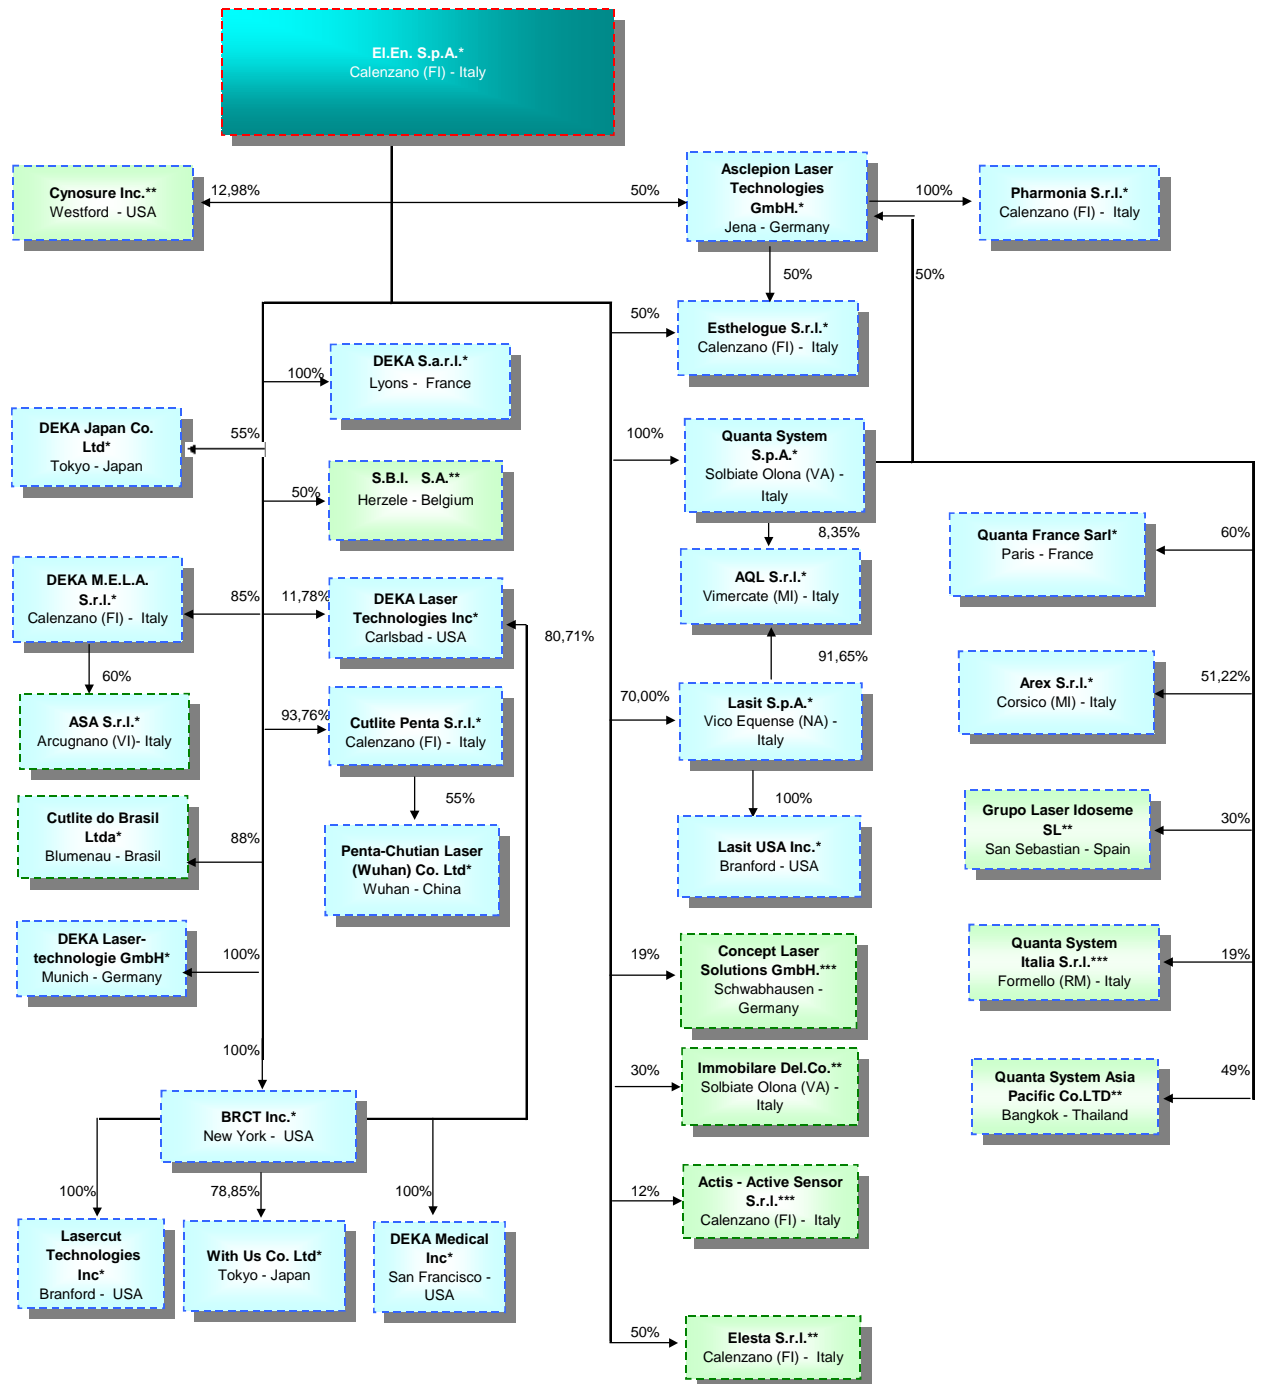 El.En. S.p.A.*
Calenzano (FI) - Italy
Cynosure Inc.**
Westford - USA
12,98%
50%
Asclepion Laser
Technologies
GmbH.*
Jena - Germany
100%
Pharmonia S.r.l.*
Calenzano (FI) - Italy
50%
50%
50%
Esthelogue S.r.l.*
Calenzano (FI) - Italy
100%
DEKA S.a.r.l.*
Lyons - France
DEKA Japan Co.
Ltd*
Tokyo - Japan
55%
100%
Quanta System
S.p.A.*
Solbiate Olona (VA) -
Italy
50%
S.B.I. S.A.**
Herzele - Belgium
8,35%
Quanta France Sarl*
Paris - France
60%
DEKA M.E.L.A.
S.r.l.*
Calenzano (FI) - Italy
85%
11,78%
DEKA Laser
Technologies Inc*
Carlsbad - USA
80,71%
AQL S.r.l.*
Vimercate (MI) - Italy
91,65%
60%
ASA S.r.l.*
Arcugnano (VI)- Italy
93,76%
Cutlite Penta S.r.l.*
Calenzano (FI) - Italy
70,00%
Lasit S.p.A.*
Vico Equense (NA) -
Italy
Arex S.r.l.*
Corsico (MI) - Italy
51,22%
55%
100%
Cutlite do Brasil
Ltda*
Blumenau - Brasil
88%
Penta-Chutian Laser
(Wuhan) Co. Ltd*
Wuhan - China
Lasit USA Inc.*
Branford - USA
Grupo Laser Idoseme
SL**
San Sebastian - Spain
30%
DEKA Laser-
technologie GmbH*
Munich - Germany
100%
19%
Concept Laser
Solutions GmbH.***
Schwabhausen -
Germany
Quanta System
Italia S.r.l.***
Formello (RM) - Italy
19%
100%
30%
Immobilare Del.Co.**
Solbiate Olona (VA) -
Italy
Quanta System Asia
Pacific Co.LTD**
Bangkok - Thailand
49%
BRCT Inc.*
New York - USA
100%
78,85%
100%
12%
Actis - Active Sensor
S.r.l.***
Calenzano (FI) - Italy
Lasercut
Technologies
Inc*
Branford - USA
With Us Co. Ltd*
Tokyo - Japan
DEKA Medical
Inc*
San Francisco -
USA
50%
Elesta S.r.l.**
Calenzano (FI) - Italy